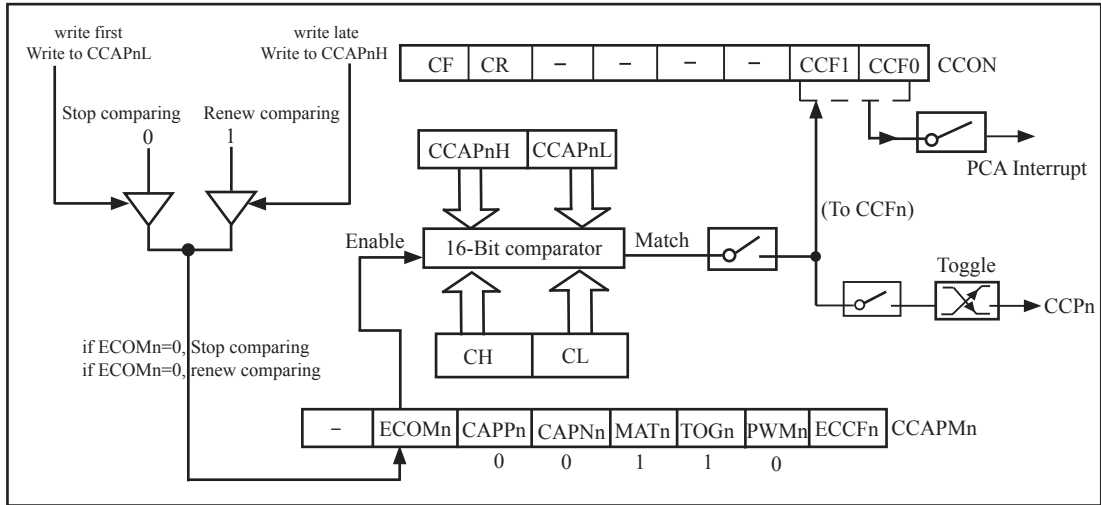 write first
Write to CCAPnL
write late
Write to CCAPnH
CF CR – – – – CCF1 CCF0 CCON
Stop comparing
0
Renew comparing
1
CCAPnH CCAPnL
PCA Interrupt
(To CCFn)
Enable
16-Bit comparator
Match
Toggle
CCPn
CH CL
if ECOMn=0, Stop comparing
if ECOMn=0, renew comparing
– ECOMn CAPPn CAPNn MATn TOGn PWMn ECCFn CCAPMn
0 0 1 1 0